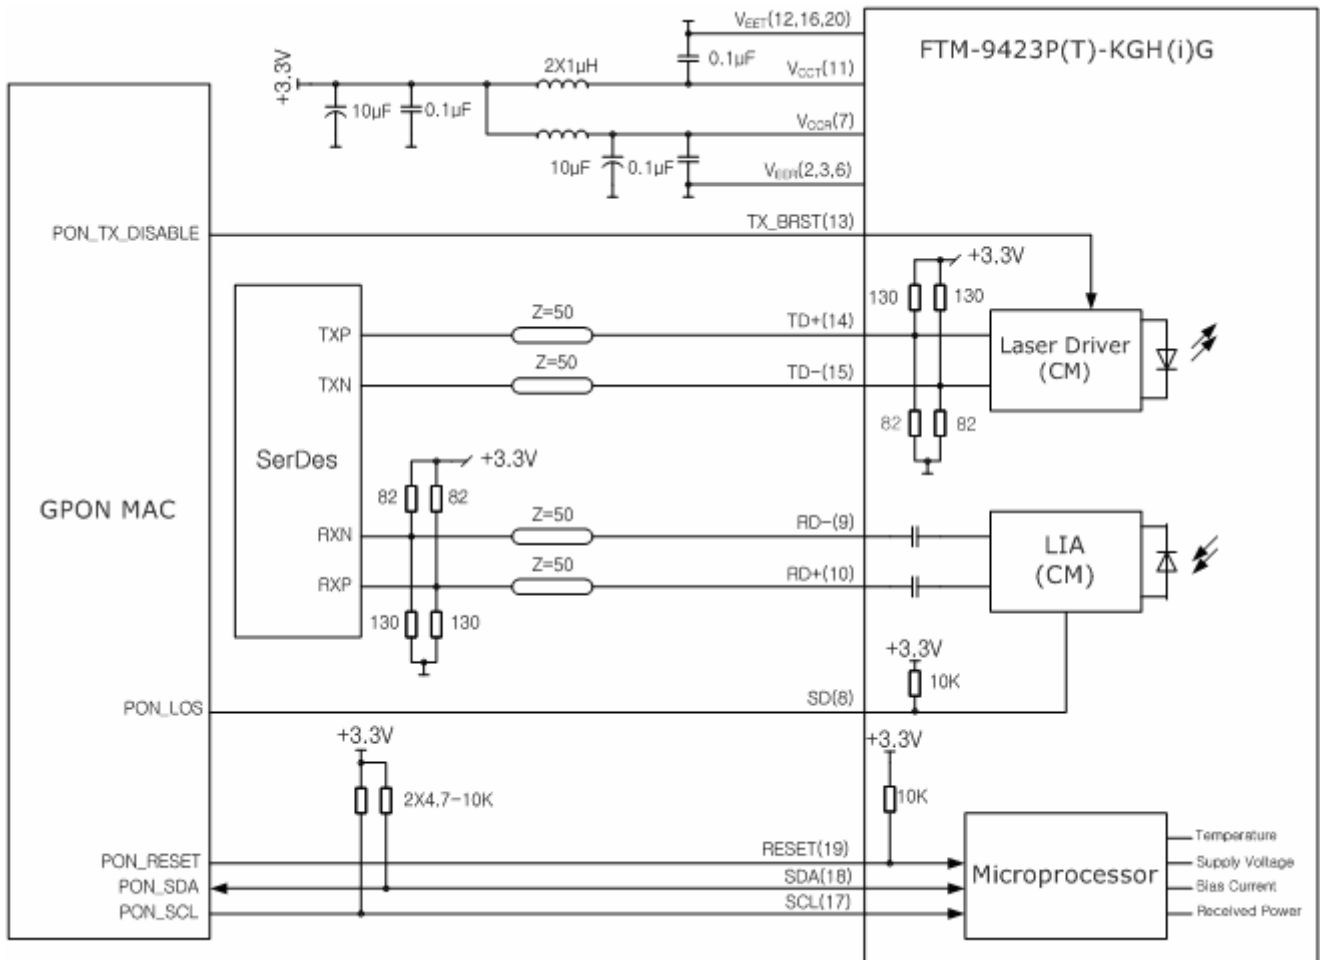 V_EET(12,16,20)
FTM-9423P(T)-KGH(i)G
+3.3V
2X1µH
0.1µF
V_CCT(11)
10µF
0.1µF
V_CCR(7)
10µF
0.1µF
V_EER(2,3,6)
PON_TX_DISABLE
TX_BRST(13)
+3.3V
130
130
Z=50
TXP
TD+(14)
Laser Driver
(CM)
Z=50
TXN
TD-(15)
82
82
SerDes
+3.3V
82
82
GPON MAC
Z=50
RXN
RD-(9)
LIA
(CM)
Z=50
RXP
RD+(10)
130
130
+3.3V
10K
PON_LOS
SD(8)
+3.3V
+3.3V
2X4.7-10K
10K
Temperature
PON_RESET
RESET(19)
Supply Voltage
Microprocessor
PON_SDA
SDA(18)
Bias Current
PON_SCL
SCL(17)
Received Power